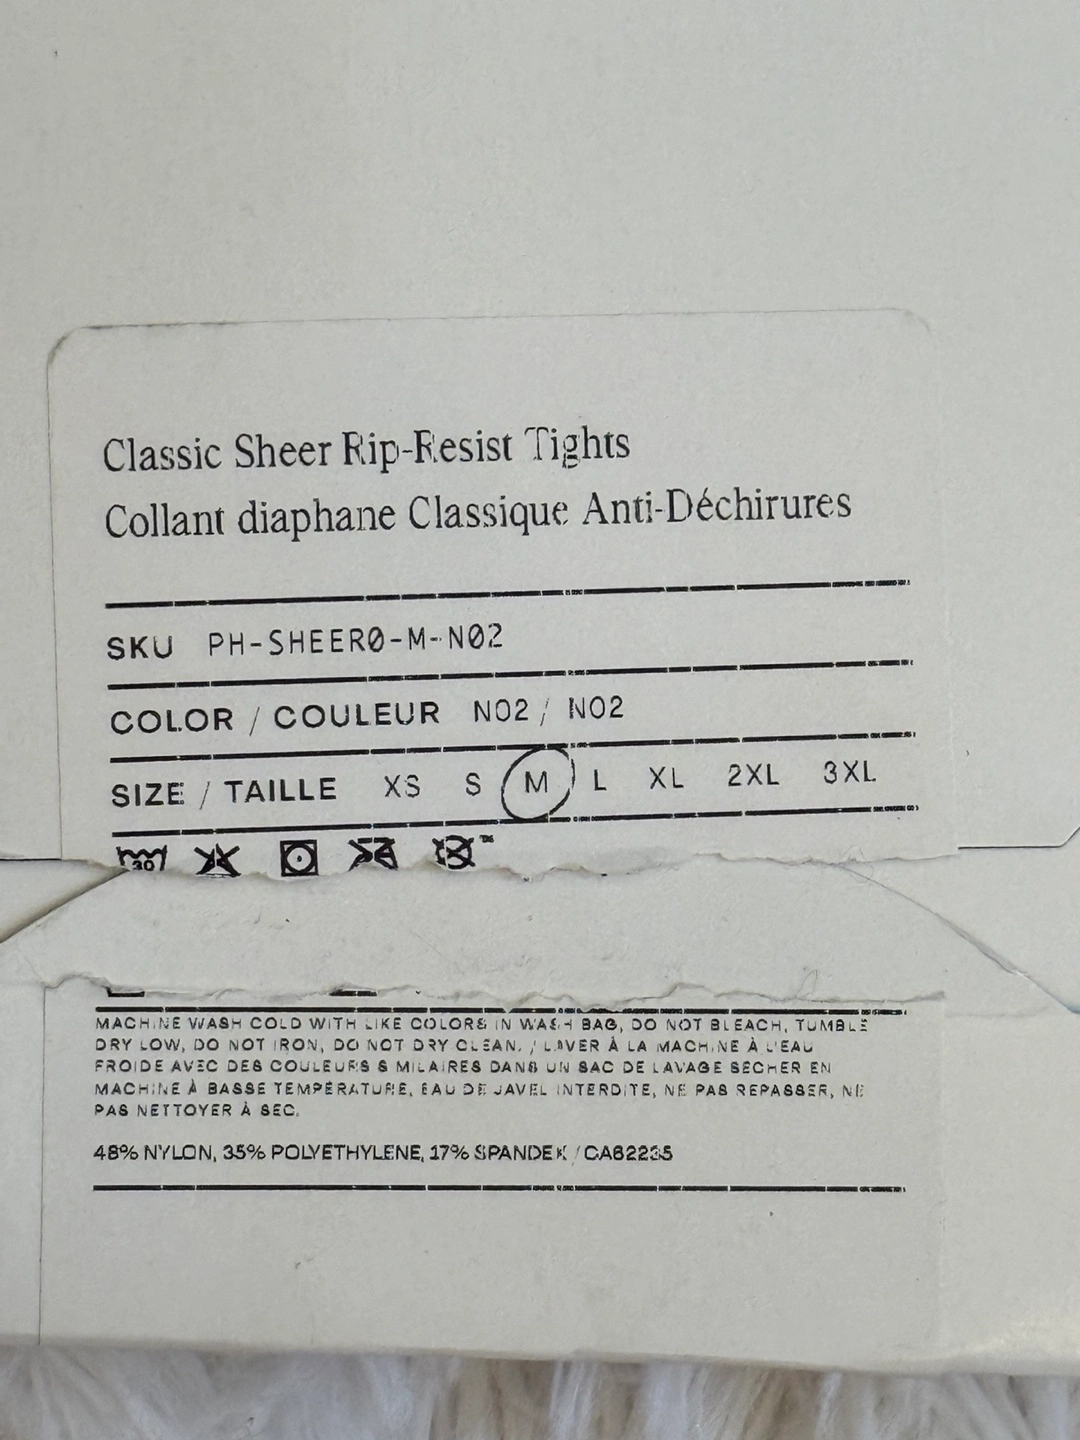 Classic Sheer Rip-Resist Tights
Collant diaphane Classique Anti-Déchirures
SKU PH-SHEER0-M-N02
COLOR / COULEUR N02 / N02
SIZE / TAILLE XS S M L XL 2XL 3XL
30
MACHINE WASH COLD WITH LIKE COLORS IN WASH BAG, DO NOT BLEACH, TUMBLE
DRY LOW, DO NOT IRON, DO NOT DRY CLEAN. / LAVER À LA MACHINE À L'EAU
FROIDE AVEC DES COULEURS S MILAIRES DANS UN SAC DE LAVAGE SECHER EN
MACHINE À BASSE TEMPÉRATURE, EAU DE JAVEL INTERDITE, NE PAS REPASSER, NE
PAS NETTOYER À SEC.
48% NYLON, 35% POLYETHYLENE, 17% SPANDEX / CA62235